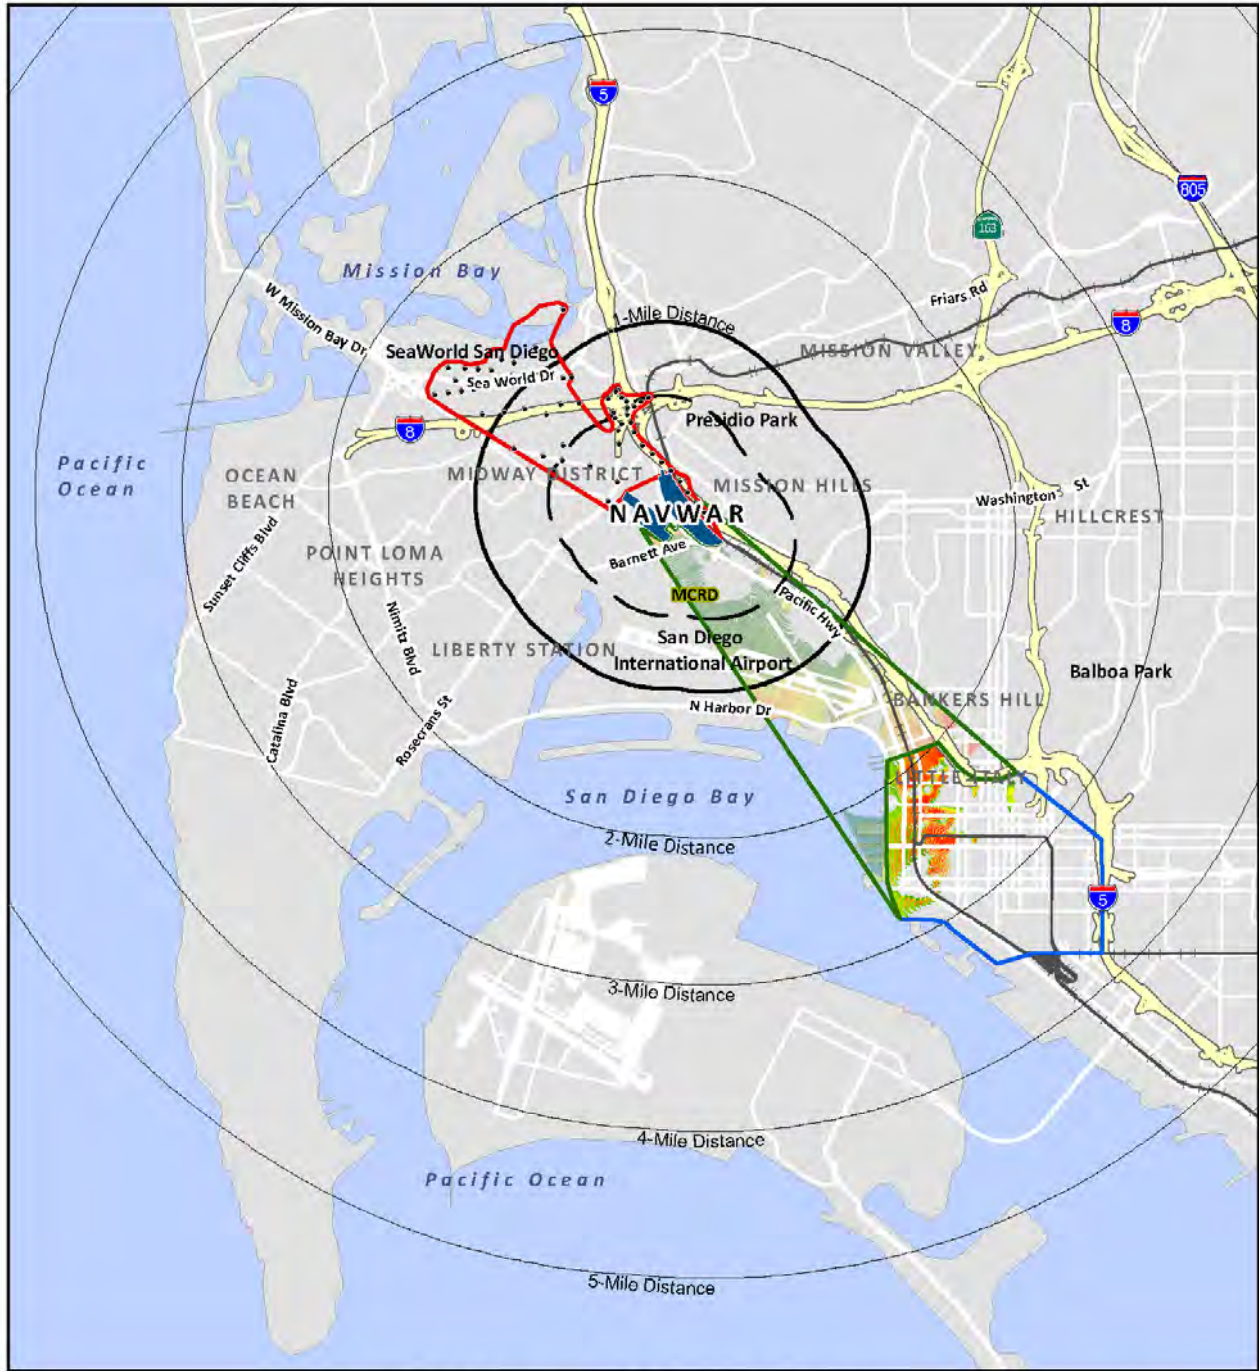 5
805
163
Mission Bay
W Mission Bay Dr
Friars Rd
1-Mile Distance
8
MISSION VALLEY
SeaWorld San Diego
Sea World Dr
Presidio Park
8
Pacific
Ocean
OCEAN
BEACH
MIDWAY DISTRICT
MISSION HILLS
Washington St
HILLCREST
NAVWAR
Sunset Cliffs Blvd
POINT LOMA
HEIGHTS
Barnett Ave
MCRD
Pacific Hwy
Nimitz Blvd
LIBERTY STATION
San Diego
International Airport
Balboa Park
Catalina Blvd
Rosecrans St
N Harbor Dr
BANKERS HILL
San Diego Bay
LITTLE ITALY
2-Mile Distance
5
3-Mile Distance
4-Mile Distance
Pacific Ocean
5-Mile Distance